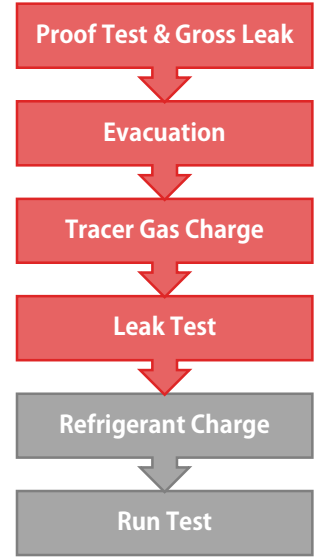 Proof Test & Gross Leak
Evacuation
Tracer Gas Charge
Leak Test
Refrigerant Charge
Run Test